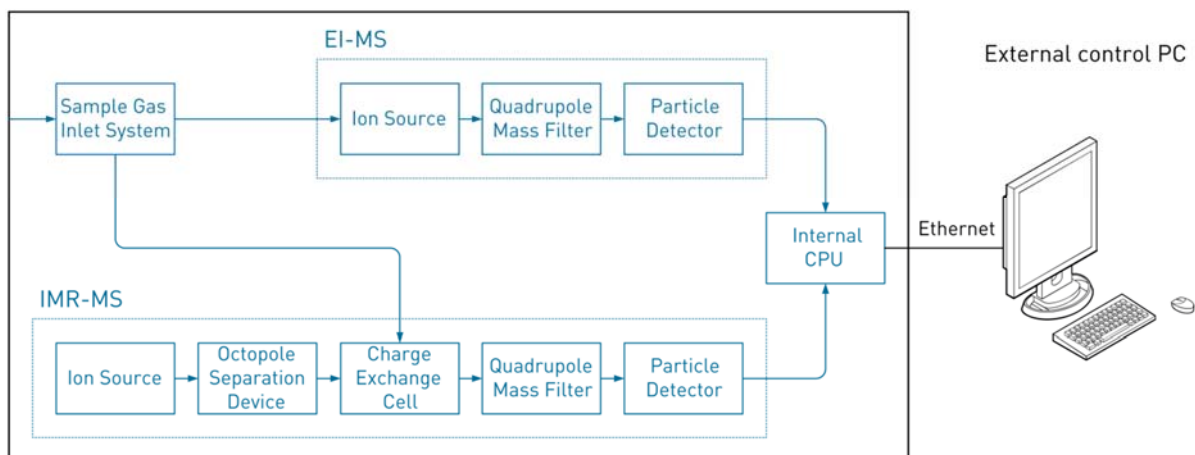 EI-MS
External control PC
Sample Gas
Inlet System
Ion Source
Quadrupole
Mass Filter
Particle
Detector
Internal
CPU
Ethernet
IMR-MS
Ion Source
Octopole
Separation
Device
Charge
Exchange
Cell
Quadrupole
Mass Filter
Particle
Detector